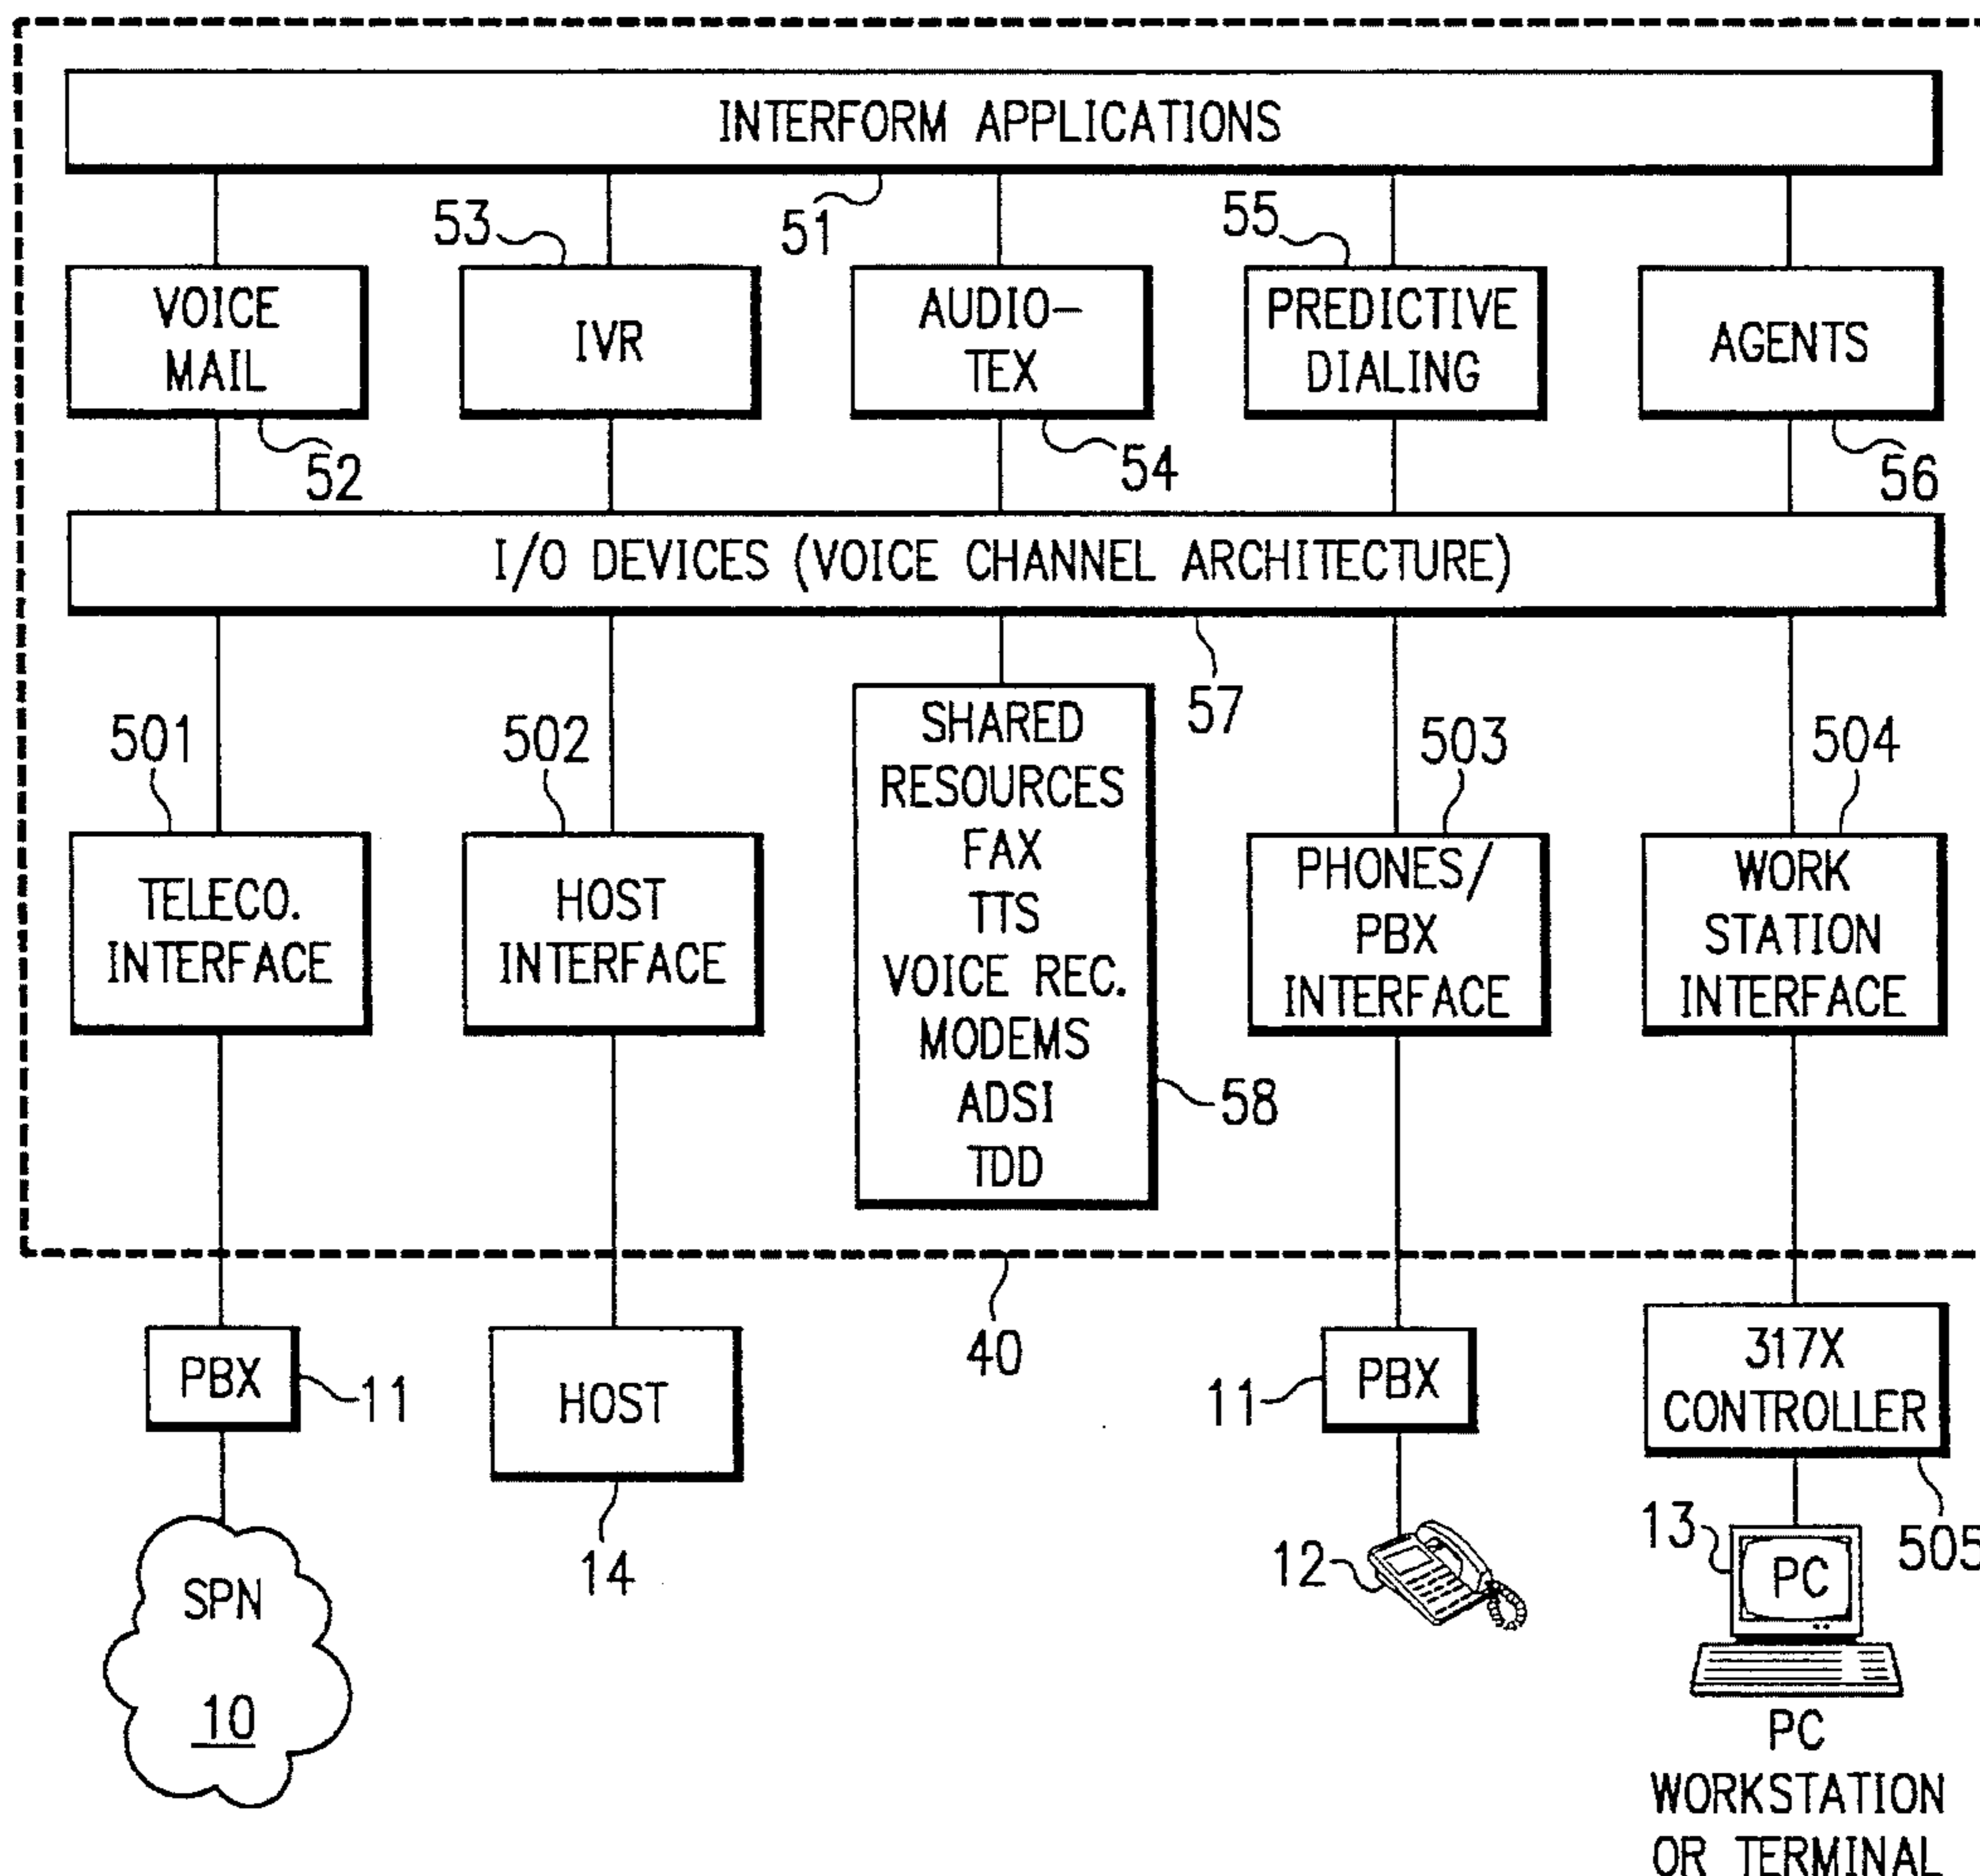 INTERFORM APPLICATIONS
51
53
55
VOICE
MAIL
IVR
AUDIO-
TEX
PREDICTIVE
DIALING
AGENTS
52
54
56
I/O DEVICES (VOICE CHANNEL ARCHITECTURE)
57
501
502
503
504
TELECO.
INTERFACE
HOST
INTERFACE
SHARED
RESOURCES
FAX
TTS
VOICE REC.
MODEMS
ADSI
TDD
58
PHONES/
PBX
INTERFACE
WORK
STATION
INTERFACE
40
PBX
11
HOST
14
11
PBX
317X
CONTROLLER
505
SPN
10
12
13
PC
PC
WORKSTATION
OR TERMINAL